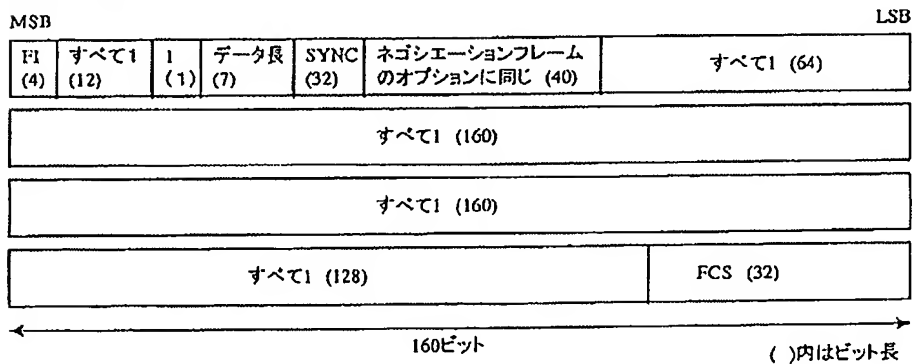 MSB
LSB
FI
(4)
すべて1
(12)
1
(1)
データ長
(7)
SYNC
(32)
ネゴシエーションフレーム
のオプションに同じ (40)
すべて1 (64)
すべて1 (160)
すべて1 (160)
すべて1 (128)
FCS (32)
160ビット
( )内はビット長